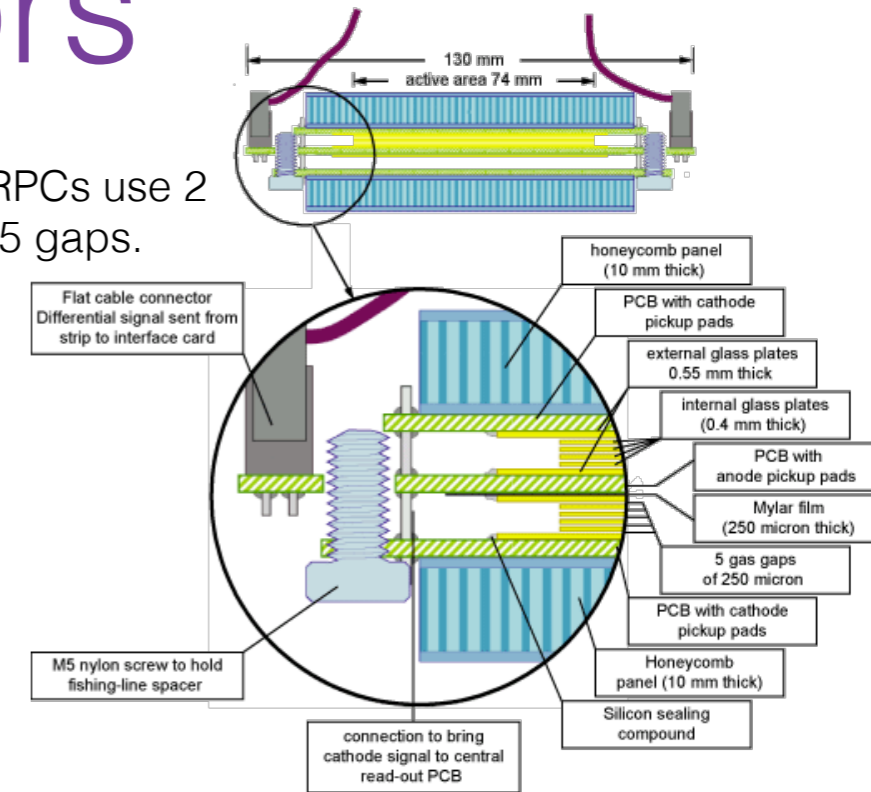 130 mm
active area 74 mm
RPCs use 2
5 gaps.
honeycomb panel
(10 mm thick)
Flat cable connector
Differential signal sent from
strip to interface card
PCB with cathode
pickup pads
external glass plates
0.55 mm thick
internal glass plates
(0.4 mm thick)
PCB with
anode pickup pads
Mylar film
(250 micron thick)
5 gas gaps
of 250 micron
PCB with cathode
pickup pads
M5 nylon screw to hold
fishing-line spacer
Honeycomb
panel (10 mm thick)
Silicon sealing
compound
connection to bring
cathode signal to central
read-out PCB